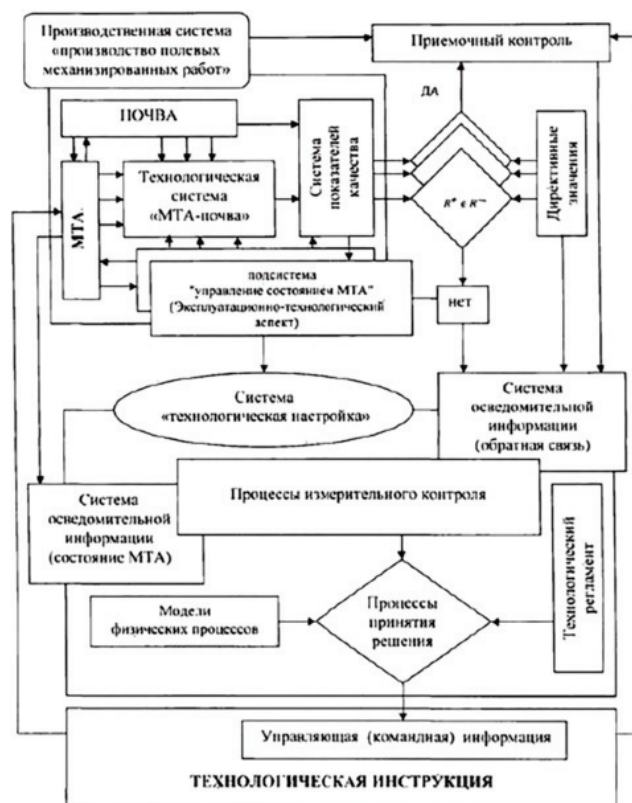 Производственная система
«производство полевых
механизированных работ»
Приемочный контроль
ДА
ПОЧВА
МТА
Технологическая
система
«МТА-почва»
Система
показателей
качества
Директивные
значения
подсистема
"управление состоянием МТА"
(Эксплуатационно-технологический
аспект)
нет
Система
«технологическая настройка»
Система
осведомительной
информации
(обратная связь)
Процессы измерительного контроля
Система
осведомительной
информации
(состояние МТА)
Технологический
регламент
Модели
физических процессов
Процессы
принятия
решения
Управляющая (командная) информация
ТЕХНОЛОГИЧЕСКАЯ ИНСТРУКЦИЯ